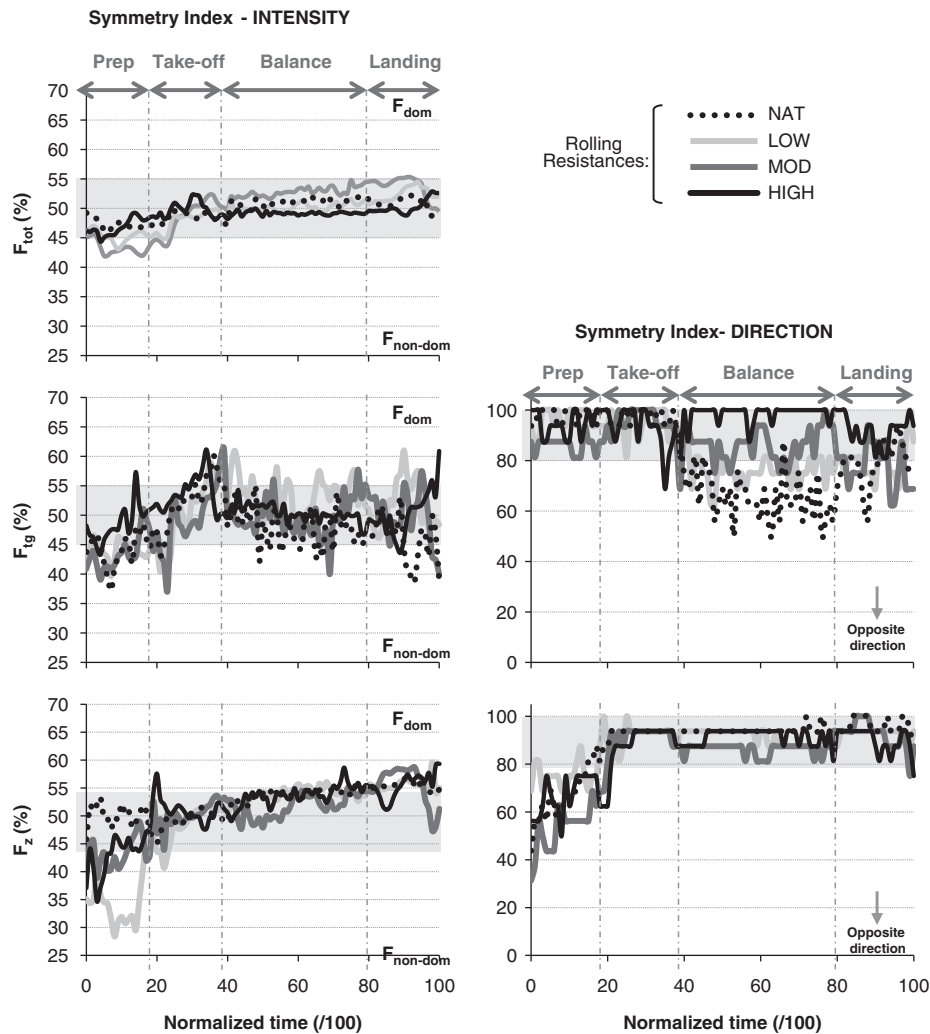 Symmetry Index - INTENSITY
Prep Take-off Balance Landing
70
65
60
55
50
45
40
35
30
25
F_tot (%)
F_dom
F_non-dom
Rolling
Resistances:
NAT
LOW
MOD
HIGH
70
65
60
55
50
45
40
35
30
25
F_tg (%)
F_dom
F_non-dom
Symmetry Index- DIRECTION
Prep Take-off Balance Landing
100
80
60
40
20
0
Opposite
direction
70
65
60
55
50
45
40
35
30
25
F_z (%)
F_dom
F_non-dom
0 20 40 60 80 100
Normalized time (/100)
100
80
60
40
20
0
Opposite
direction
0 20 40 60 80 100
Normalized time (/100)